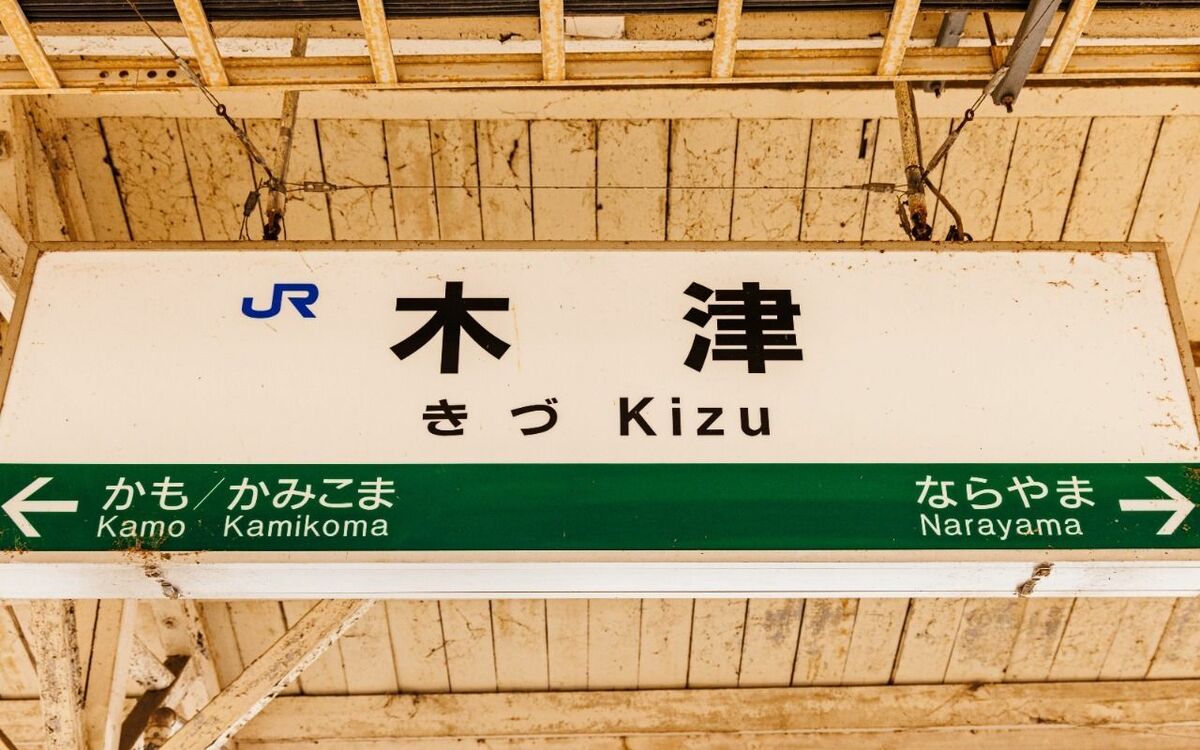 JR 木津
きづ Kizu
← かも/かみこま ならやま →
Kamo Kamikoma Narayama